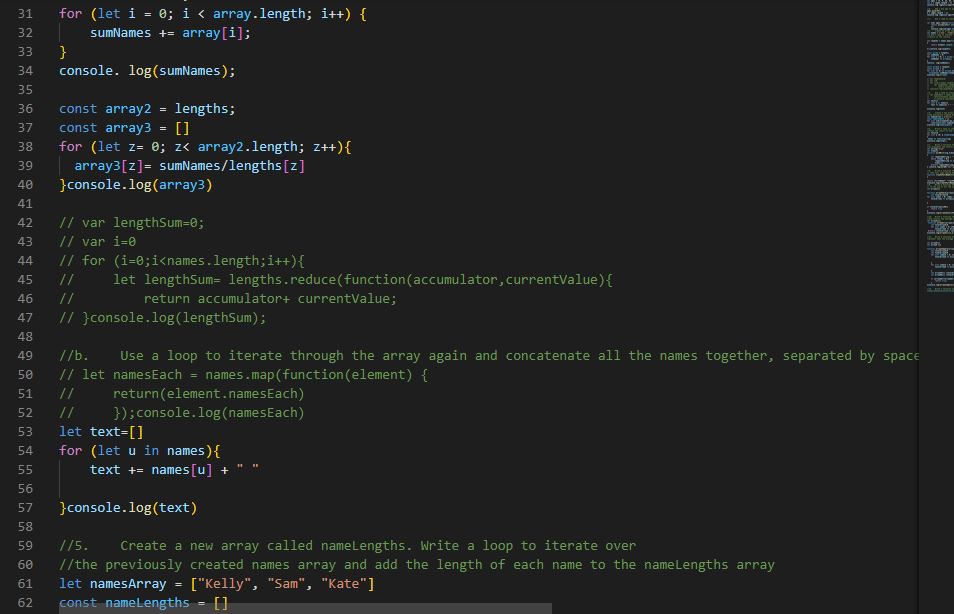 31 for (let i = 0; i < array.length; i++) {
32     sumNames += array[i];
33 }
34 console. log(sumNames);
35
36 const array2 = lengths;
37 const array3 = []
38 for (let z= 0; z< array2.length; z++){
39   array3[z]= sumNames/lengths[z]
40 }console.log(array3)
41
42 // var lengthSum=0;
43 // var i=0
44 // for (i=0;i<names.length;i++){
45 //     let lengthSum= lengths.reduce(function(accumulator,currentValue){
46 //         return accumulator+ currentValue;
47 // }console.log(lengthSum);
48
49 //b.    Use a loop to iterate through the array again and concatenate all the names together, separated by space
50 // let namesEach = names.map(function(element) {
51 //     return(element.namesEach)
52 //     });console.log(namesEach)
53 let text=[]
54 for (let u in names){
55     text += names[u] + " "
56
57 }console.log(text)
58
59 //5.    Create a new array called nameLengths. Write a loop to iterate over
60 //the previously created names array and add the length of each name to the nameLengths array
61 let namesArray = ["Kelly", "Sam", "Kate"]
62 const nameLengths = []